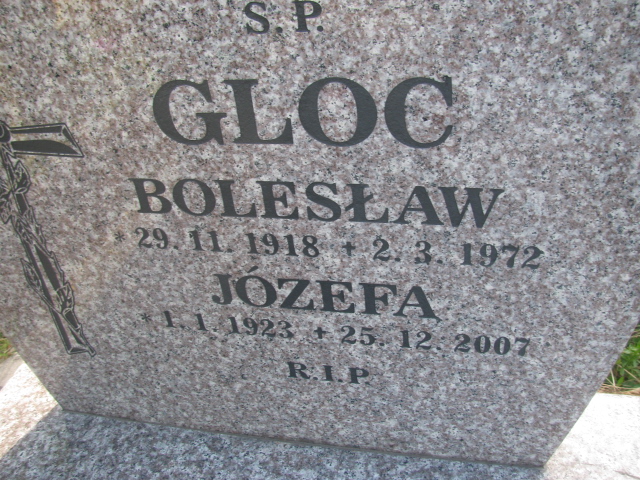 S.P.
GLOC
BOLESŁAW
* 29. 11. 1918 + 2. 3. 1972
JÓZEFA
* 1. 1. 1923 + 25. 12. 2007
R.I.P.